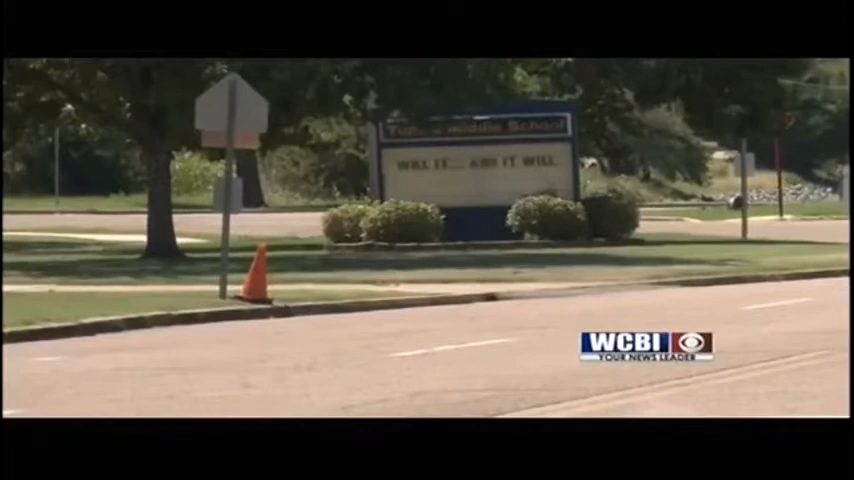 Tupelo Middle School
WILL IT... AND IT WILL
WCBI
YOUR NEWS LEADER